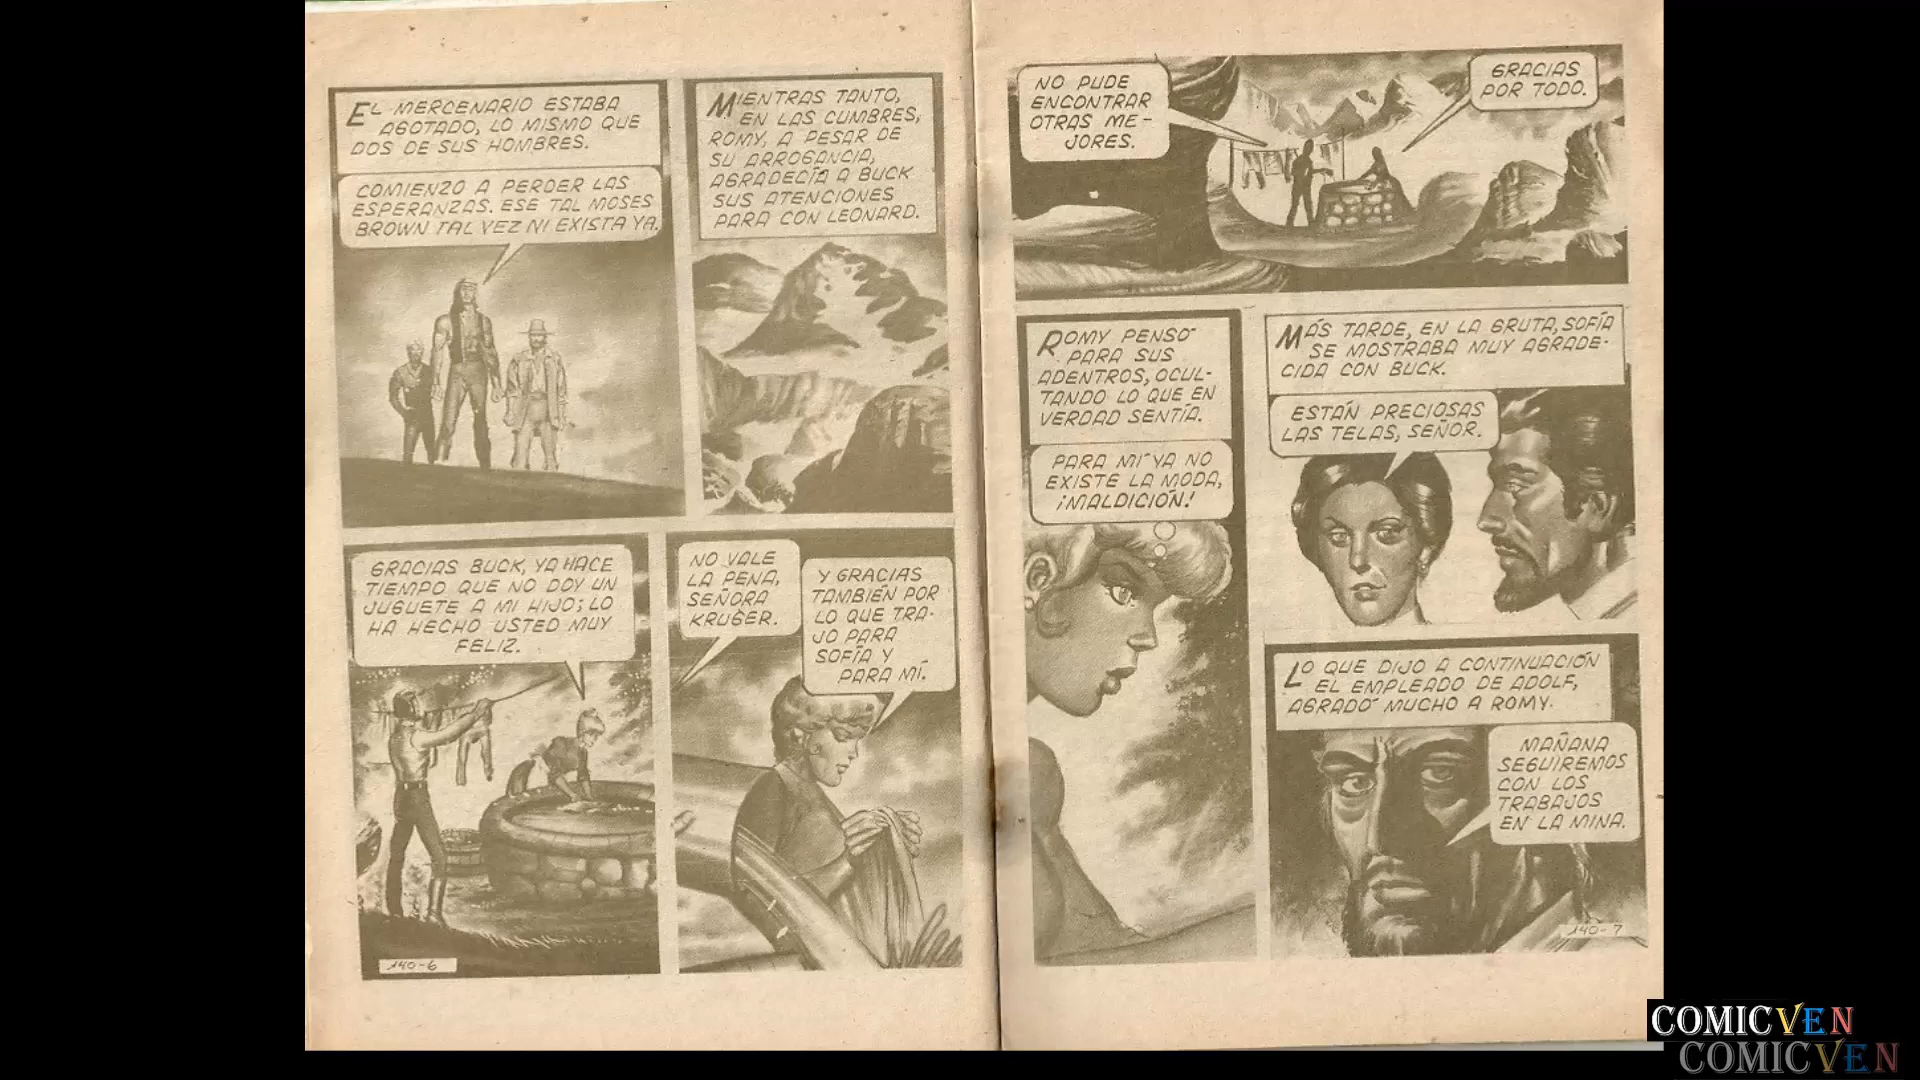 EL MERCENARIO ESTABA
AGOTADO, LO MISMO QUE
DOS DE SUS HOMBRES.
COMIENZO A PERDER LAS
ESPERANZAS. ESE TAL MOSES
BROWN TAL VEZ NI EXISTA YA.
MIENTRAS TANTO,
EN LAS CUMBRES,
ROMY, A PESAR DE
SU ARROGANCIA,
AGRADECÍA A BUCK
SUS ATENCIONES
PARA CON LEONARD.
GRACIAS BUCK, YA HACE
TIEMPO QUE NO DOY UN
JUGUETE A MI HIJO; LO
HA HECHO USTED MUY
FELIZ.
NO VALE
LA PENA,
SEÑORA
KRUGER.
Y GRACIAS
TAMBIÉN POR
LO QUE TRA-
JO PARA
SOFÍA Y
PARA MÍ.
140-6
NO PUDE
ENCONTRAR
OTRAS ME-
JORES.
GRACIAS
POR TODO.
ROMY PENSÓ
PARA SUS
ADENTROS, OCUL-
TANDO LO QUE EN
VERDAD SENTÍA.
PARA MÍ YA NO
EXISTE LA MODA,
¡MALDICIÓN!
MÁS TARDE, EN LA GRUTA, SOFÍA
SE MOSTRABA MUY AGRADE-
CIDA CON BUCK.
ESTÁN PRECIOSAS
LAS TELAS, SEÑOR.
LO QUE DIJO A CONTINUACIÓN
EL EMPLEADO DE ADOLF,
AGRADÓ MUCHO A ROMY.
MAÑANA
SEGUIREMOS
CON LOS
TRABAJOS
EN LA MINA.
140-7
COMICVEN
COMICVEN